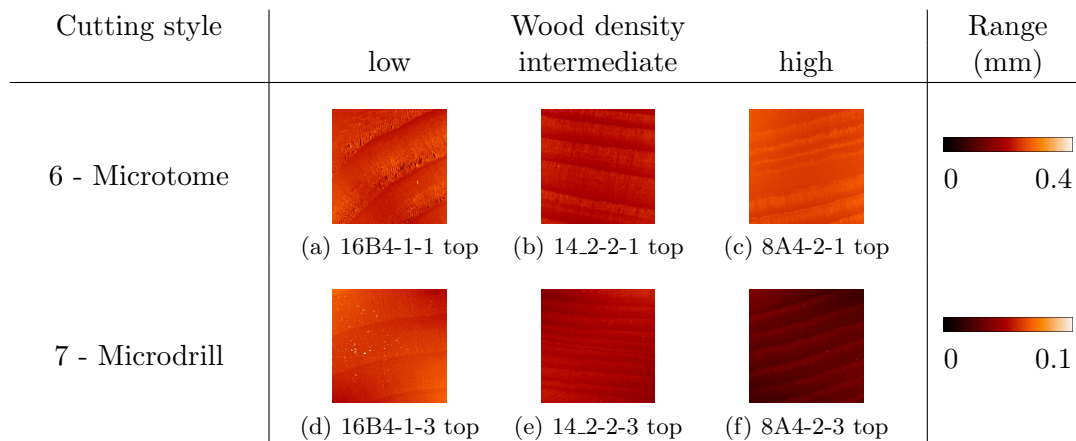 Cutting style Wood density Range
low intermediate high (mm)
6 - Microtome
0 0.4
(a) 16B4-1-1 top (b) 14_2-2-1 top (c) 8A4-2-1 top
7 - Microdrill
0 0.1
(d) 16B4-1-3 top (e) 14_2-2-3 top (f) 8A4-2-3 top